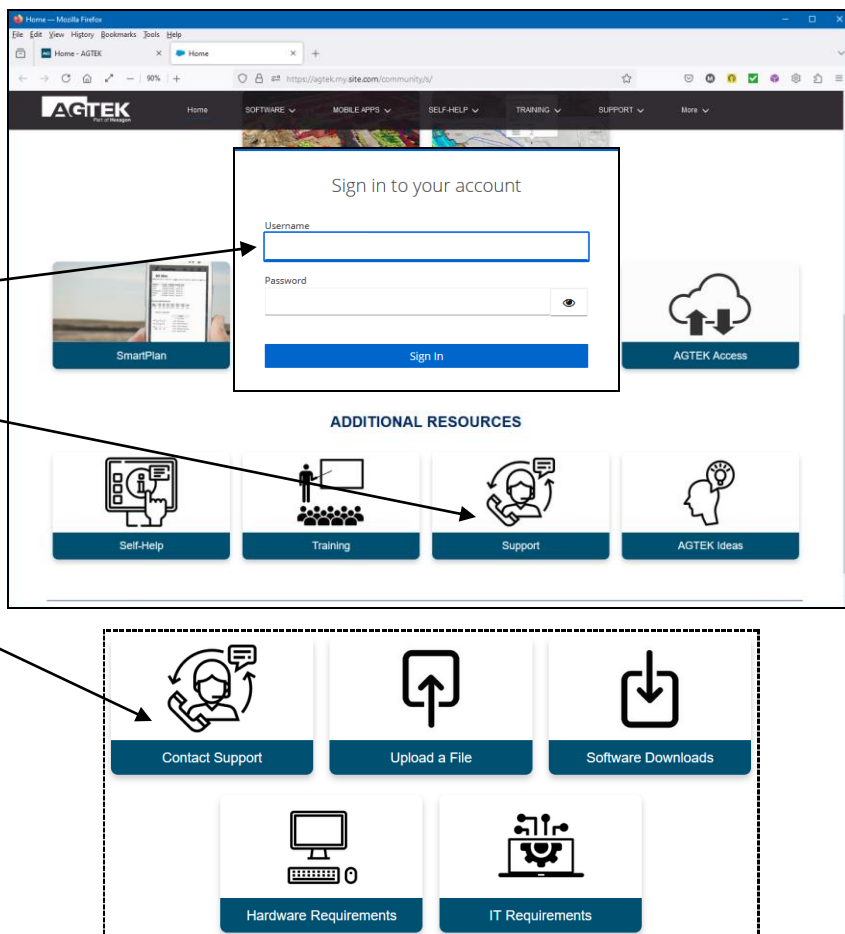 Home — Mozilla Firefox
File Edit View History Bookmarks Tools Help
Home - AGTEK Home
90% https://agtek.my.site.com/community/s/
AGTEK Home SOFTWARE MOBILE APPS SELF-HELP TRAINING SUPPORT More
Part of Hexagon
Sign in to your account
Username
Password
Sign In
SmartPlan AGTEK Access
ADDITIONAL RESOURCES
Self-Help Training Support AGTEK Ideas
Contact Support Upload a File Software Downloads
Hardware Requirements IT Requirements